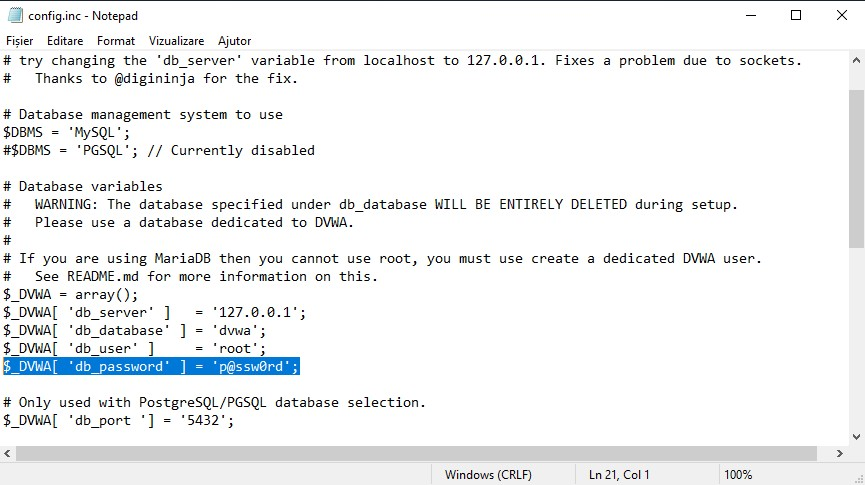 config.inc - Notepad
Fișier Editare Format Vizualizare Ajutor
# try changing the 'db_server' variable from localhost to 127.0.0.1. Fixes a problem due to sockets.
#   Thanks to @digininja for the fix.
# Database management system to use
$DBMS = 'MySQL';
#$DBMS = 'PGSQL'; // Currently disabled
# Database variables
#   WARNING: The database specified under db_database WILL BE ENTIRELY DELETED during setup.
#   Please use a database dedicated to DVWA.
#
# If you are using MariaDB then you cannot use root, you must use create a dedicated DVWA user.
#   See README.md for more information on this.
$_DVWA = array();
$_DVWA[ 'db_server' ]   = '127.0.0.1';
$_DVWA[ 'db_database' ] = 'dvwa';
$_DVWA[ 'db_user' ]     = 'root';
$_DVWA[ 'db_password' ] = 'p@ssw0rd';
# Only used with PostgreSQL/PGSQL database selection.
$_DVWA[ 'db_port '] = '5432';
Windows (CRLF) Ln 21, Col 1 100%